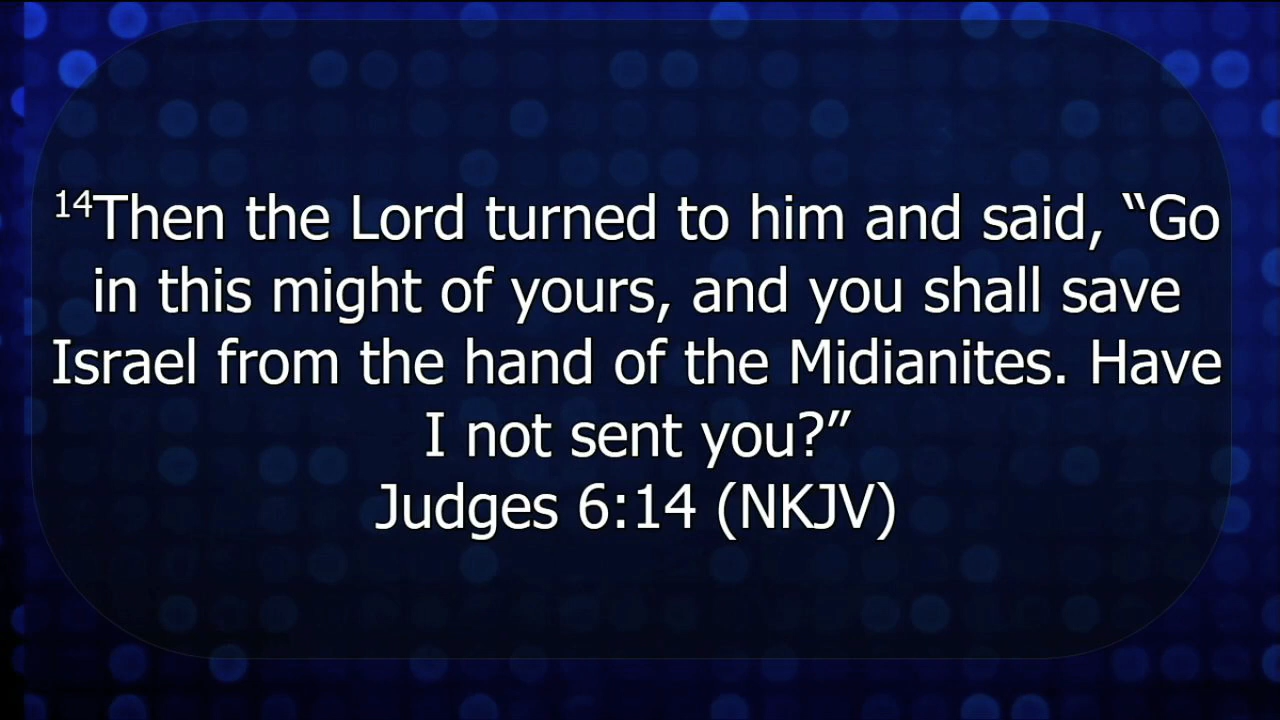 ¹⁴Then the Lord turned to him and said, “Go
in this might of yours, and you shall save
Israel from the hand of the Midianites. Have
I not sent you?”
Judges 6:14 (NKJV)